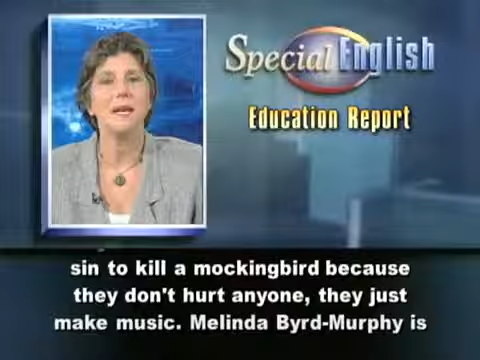 Special English
Education Report
sin to kill a mockingbird because
they don't hurt anyone, they just
make music. Melinda Byrd-Murphy is